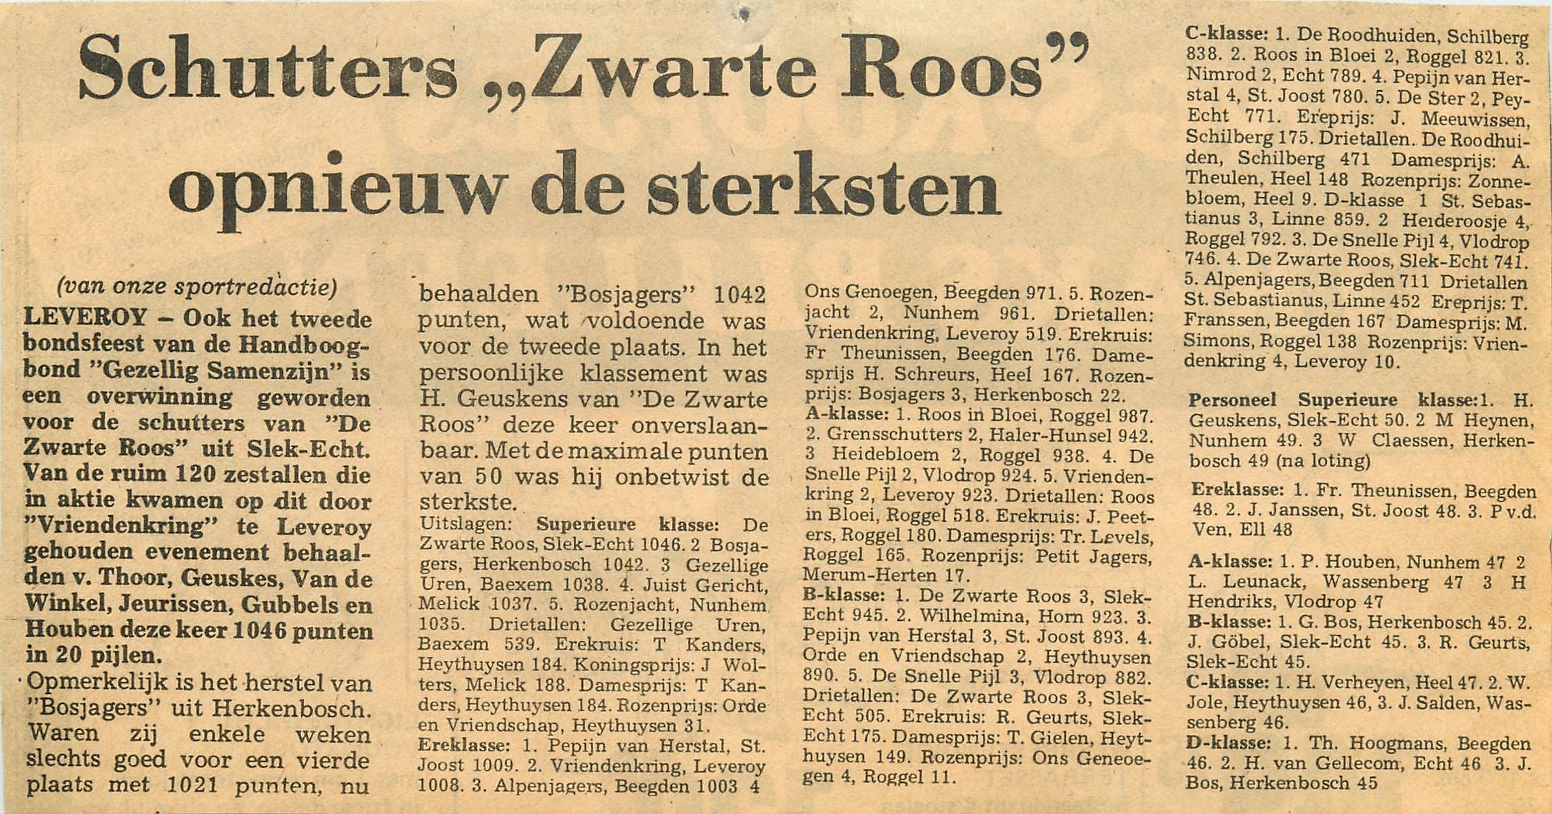 Schutters „Zwarte Roos”
opnieuw de sterksten
(van onze sportredactie)
LEVEROY – Ook het tweede
bondsfeest van de Handboog-
bond ”Gezellig Samenzijn” is
een overwinning geworden
voor de schutters van ”De
Zwarte Roos” uit Slek-Echt.
Van de ruim 120 zestallen die
in aktie kwamen op dit door
”Vriendenkring” te Leveroy
gehouden evenement behaal-
den v. Thoor, Geuskes, Van de
Winkel, Jeurissen, Gubbels en
Houben deze keer 1046 punten
in 20 pijlen.
Opmerkelijk is het herstel van
”Bosjagers” uit Herkenbosch.
Waren zij enkele weken
slechts goed voor een vierde
plaats met 1021 punten, nu
behaalden ”Bosjagers” 1042
punten, wat voldoende was
voor de tweede plaats. In het
persoonlijke klassement was
H. Geuskens van ”De Zwarte
Roos” deze keer onverslaan-
baar. Met de maximale punten
van 50 was hij onbetwist de
sterkste.
Uitslagen: Superieure klasse: De
Zwarte Roos, Slek-Echt 1046. 2 Bosja-
gers, Herkenbosch 1042. 3 Gezellige
Uren, Baexem 1038. 4. Juist Gericht,
Melick 1037. 5. Rozenjacht, Nunhem
1035. Drietallen: Gezellige Uren,
Baexem 539. Erekruis: T Kanders,
Heythuysen 184. Koningsprijs: J Wol-
ters, Melick 188. Damesprijs: T Kan-
ders, Heythuysen 184. Rozenprijs: Orde
en Vriendschap, Heythuysen 31.
Ereklasse: 1. Pepijn van Herstal, St.
Joost 1009. 2. Vriendenkring, Leveroy
1008. 3. Alpenjagers, Beegden 1003 4
Ons Genoegen, Beegden 971. 5. Rozen-
jacht 2, Nunhem 961. Drietallen:
Vriendenkring, Leveroy 519. Erekruis:
Fr Theunissen, Beegden 176. Dame-
sprijs H. Schreurs, Heel 167. Rozen-
prijs: Bosjagers 3, Herkenbosch 22.
A-klasse: 1. Roos in Bloei, Roggel 987.
2. Grensschutters 2, Haler-Hunsel 942.
3 Heidebloem 2, Roggel 938. 4. De
Snelle Pijl 2, Vlodrop 924. 5. Vrienden-
kring 2, Leveroy 923. Drietallen: Roos
in Bloei, Roggel 518. Erekruis: J. Peet-
ers, Roggel 180. Damesprijs: Tr. Levels,
Roggel 165. Rozenprijs: Petit Jagers,
Merum-Herten 17.
B-klasse: 1. De Zwarte Roos 3, Slek-
Echt 945. 2. Wilhelmina, Horn 923. 3.
Pepijn van Herstal 3, St. Joost 893. 4.
Orde en Vriendschap 2, Heythuysen
890. 5. De Snelle Pijl 3, Vlodrop 882.
Drietallen: De Zwarte Roos 3, Slek-
Echt 505. Erekruis: R. Geurts, Slek-
Echt 175. Damesprijs: T. Gielen, Heyt-
huysen 149. Rozenprijs: Ons Geneoe-
gen 4, Roggel 11.
C-klasse: 1. De Roodhuiden, Schilberg
838. 2. Roos in Bloei 2, Roggel 821. 3.
Nimrod 2, Echt 789. 4. Pepijn van Her-
stal 4, St. Joost 780. 5. De Ster 2, Pey-
Echt 771. Ereprijs: J. Meeuwissen,
Schilberg 175. Drietallen. De Roodhui-
den, Schilberg 471 Damesprijs: A.
Theulen, Heel 148 Rozenprijs: Zonne-
bloem, Heel 9. D-klasse 1 St. Sebas-
tianus 3, Linne 859. 2 Heideroosje 4,
Roggel 792. 3. De Snelle Pijl 4, Vlodrop
746. 4. De Zwarte Roos, Slek-Echt 741.
5. Alpenjagers, Beegden 711 Drietallen
St. Sebastianus, Linne 452 Ereprijs: T.
Franssen, Beegden 167 Damesprijs: M.
Simons, Roggel 138 Rozenprijs: Vrien-
denkring 4, Leveroy 10.
Personeel Superieure klasse:1. H.
Geuskens, Slek-Echt 50. 2 M Heynen,
Nunhem 49. 3 W Claessen, Herken-
bosch 49 (na loting)
Ereklasse: 1. Fr. Theunissen, Beegden
48. 2. J. Janssen, St. Joost 48. 3. P v.d.
Ven, Ell 48
A-klasse: 1. P. Houben, Nunhem 47 2
L. Leunack, Wassenberg 47 3 H
Hendriks, Vlodrop 47
B-klasse: 1. G. Bos, Herkenbosch 45. 2.
J. Göbel, Slek-Echt 45. 3. R. Geurts,
Slek-Echt 45.
C-klasse: 1. H. Verheyen, Heel 47. 2. W.
Jole, Heythuysen 46, 3. J. Salden, Was-
senberg 46.
D-klasse: 1. Th. Hoogmans, Beegden
46. 2. H. van Gellecom, Echt 46 3. J.
Bos, Herkenbosch 45